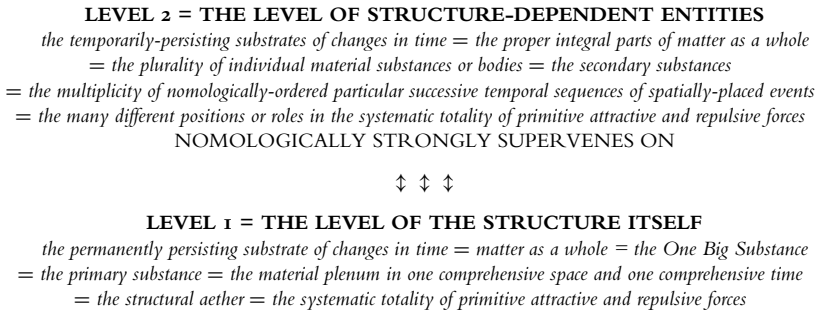 LEVEL 2 = THE LEVEL OF STRUCTURE-DEPENDENT ENTITIES
the temporarily-persisting substrates of changes in time = the proper integral parts of matter as a whole
= the plurality of individual material substances or bodies = the secondary substances
= the multiplicity of nomologically-ordered particular successive temporal sequences of spatially-placed events
= the many different positions or roles in the systematic totality of primitive attractive and repulsive forces
NOMOLOGICALLY STRONGLY SUPERVENES ON
↕ ↕ ↕
LEVEL 1 = THE LEVEL OF THE STRUCTURE ITSELF
the permanently persisting substrate of changes in time = matter as a whole = the One Big Substance
= the primary substance = the material plenum in one comprehensive space and one comprehensive time
= the structural aether = the systematic totality of primitive attractive and repulsive forces